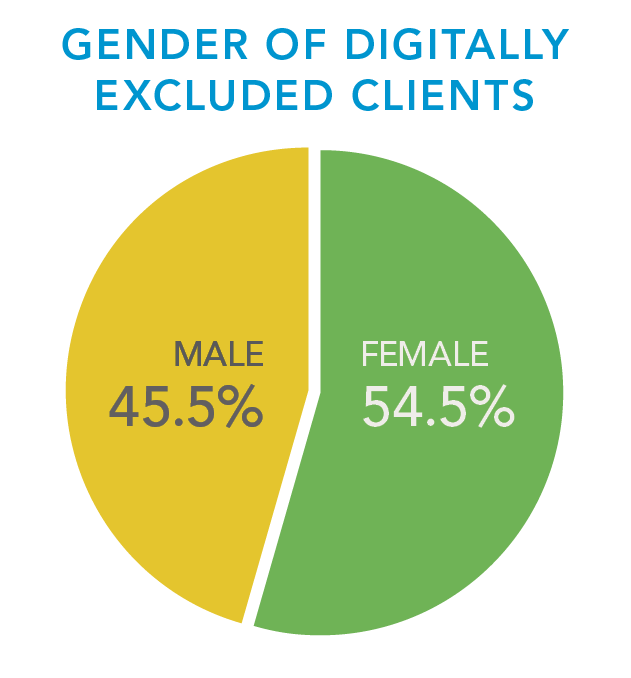 GENDER OF DIGITALLY
EXCLUDED CLIENTS
MALE
45.5%
FEMALE
54.5%